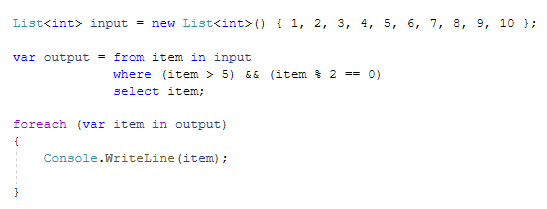 List<int> input = new List<int>() { 1, 2, 3, 4, 5, 6, 7, 8, 9, 10 };
var output = from item in input
where (item > 5) && (item % 2 == 0)
select item;
foreach (var item in output)
{
Console.WriteLine(item);
}